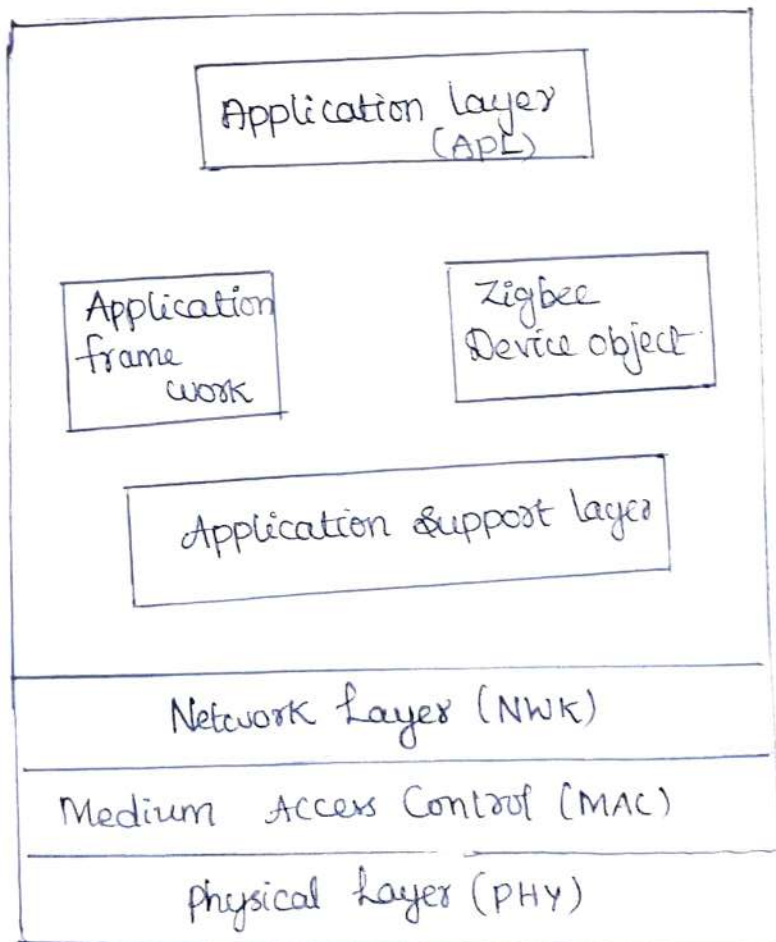 Application layer
(APL)
Application
frame
work
Zigbee
Device object
Application Support layer
Network Layer (NWK)
Medium Access Control (MAC)
Physical Layer (PHY)